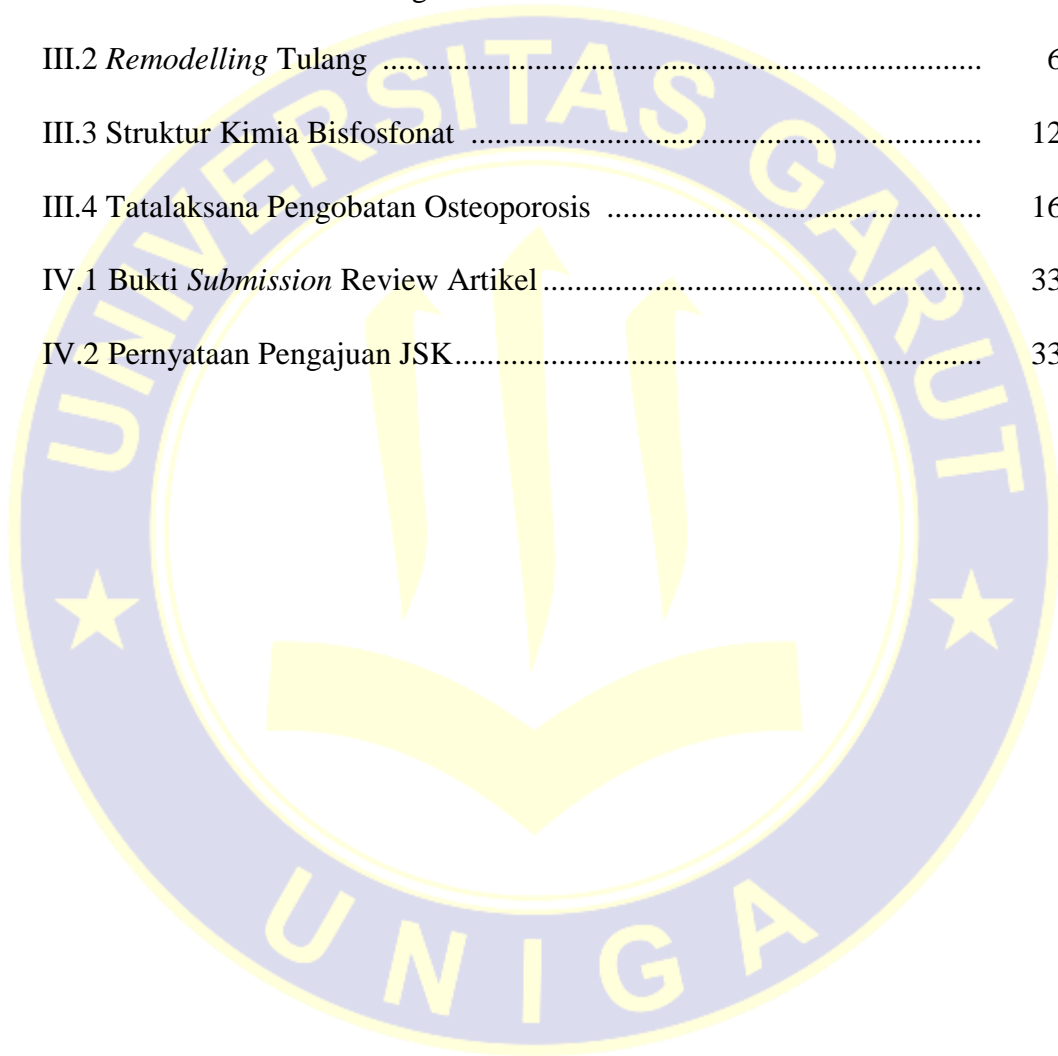 III.2 Remodelling Tulang ........................................................................... 6
III.3 Struktur Kimia Bisfosfonat ................................................................ 12
III.4 Tatalaksana Pengobatan Osteoporosis ............................................... 16
IV.1 Bukti Submission Review Artikel ....................................................... 33
IV.2 Pernyataan Pengajuan JSK.................................................................. 33
UNIVERSITAS GARUT
UNIGA